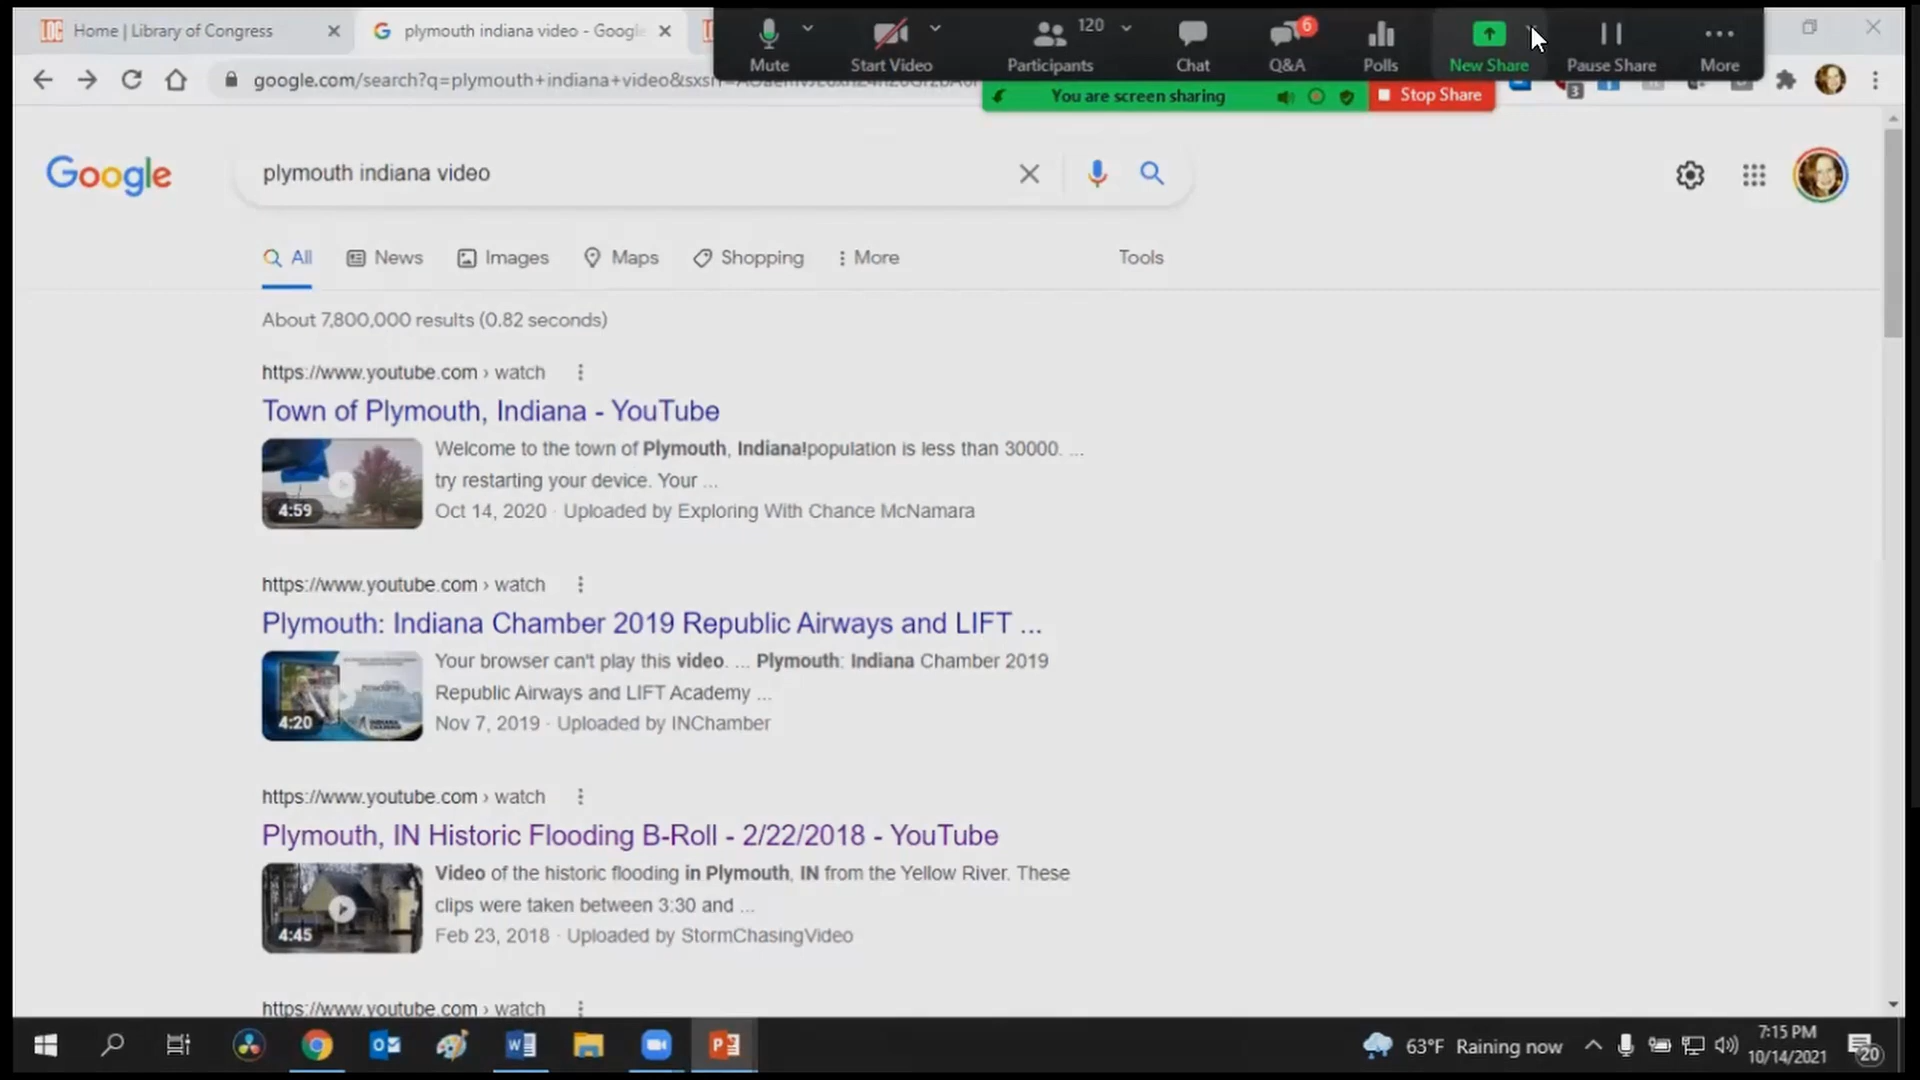 Home | Library of Congress
plymouth indiana video - Google
120
6
Mute
Start Video
Participants
Chat
Q&A
Polls
New Share
Pause Share
More
google.com/search?q=plymouth+indiana+video&sxsrf=
You are screen sharing
Stop Share
3
Google
plymouth indiana video
All
News
Images
Maps
Shopping
More
Tools
About 7,800,000 results (0.82 seconds)
https://www.youtube.com › watch
Town of Plymouth, Indiana - YouTube
Welcome to the town of Plymouth, Indiana!population is less than 30000. ...
try restarting your device. Your ...
4:59
Oct 14, 2020 · Uploaded by Exploring With Chance McNamara
https://www.youtube.com › watch
Plymouth: Indiana Chamber 2019 Republic Airways and LIFT ...
Your browser can't play this video. ... Plymouth: Indiana Chamber 2019
Republic Airways and LIFT Academy ...
4:20
Nov 7, 2019 · Uploaded by INChamber
https://www.youtube.com › watch
Plymouth, IN Historic Flooding B-Roll - 2/22/2018 - YouTube
Video of the historic flooding in Plymouth, IN from the Yellow River. These
clips were taken between 3:30 and ...
4:45
Feb 23, 2018 · Uploaded by StormChasingVideo
https://www.youtube.com › watch
63°F Raining now
7:15 PM
10/14/2021
20